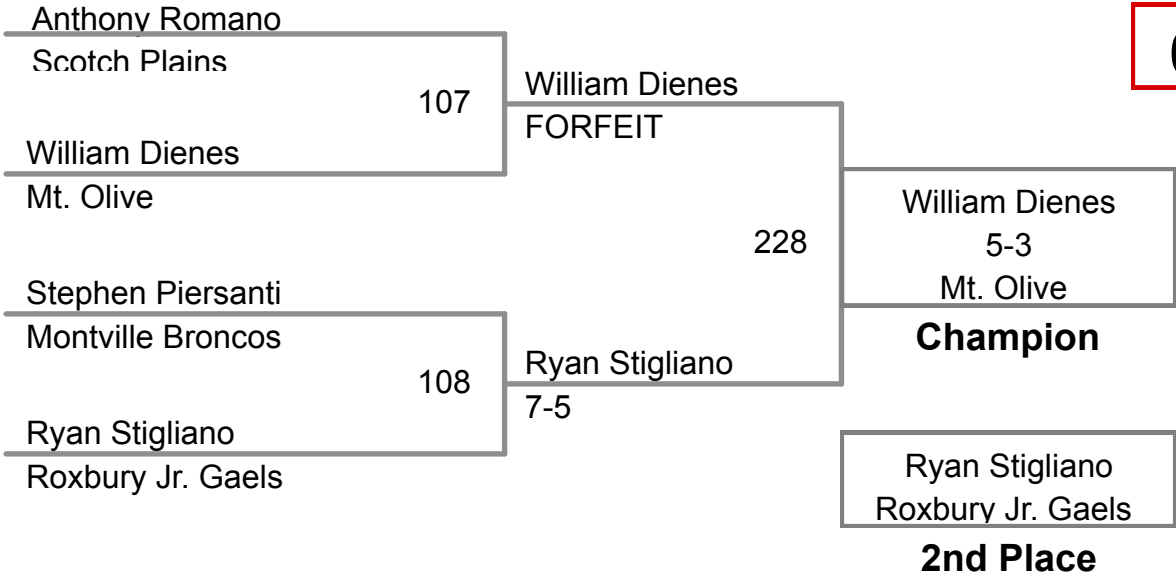 Anthony Romano
Scotch Plains
107
William Dienes
FORFEIT
William Dienes
Mt. Olive
228
William Dienes
5-3
Mt. Olive
Champion
Stephen Piersanti
Montville Broncos
108
Ryan Stigliano
7-5
Ryan Stigliano
Roxbury Jr. Gaels
Ryan Stigliano
Roxbury Jr. Gaels
2nd Place